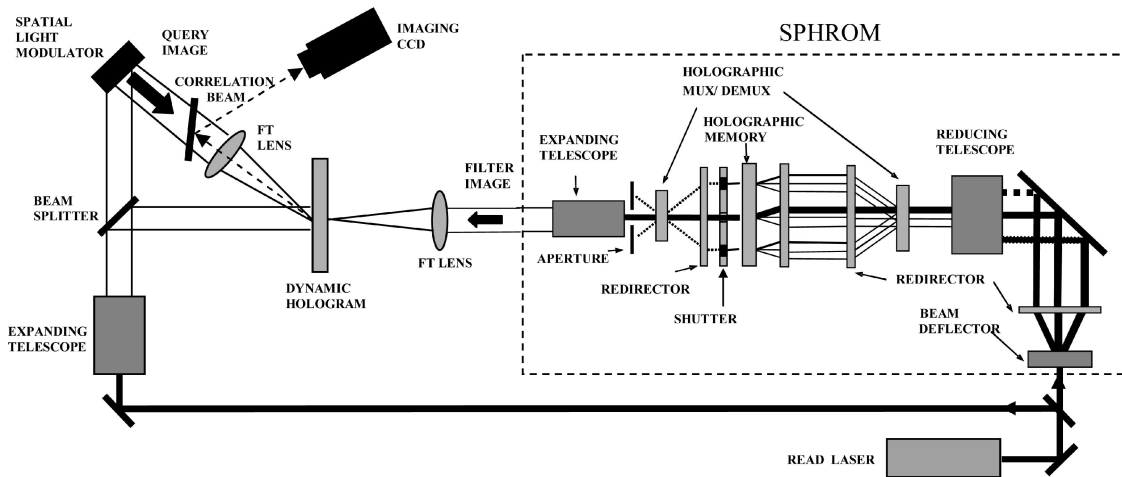 SPATIAL
LIGHT
MODULATOR
QUERY
IMAGE
IMAGING
CCD
CORRELATION
BEAM
FT
LENS
BEAM
SPLITTER
EXPANDING
TELESCOPE
DYNAMIC
HOLOGRAM
FILTER
IMAGE
FT LENS
SPHROM
HOLOGRAPHIC
MUX/ DEMUX
EXPANDING
TELESCOPE
HOLOGRAPHIC
MEMORY
REDUCING
TELESCOPE
APERTURE
REDIRECTOR
SHUTTER
REDIRECTOR
BEAM
DEFLECTOR
READ LASER